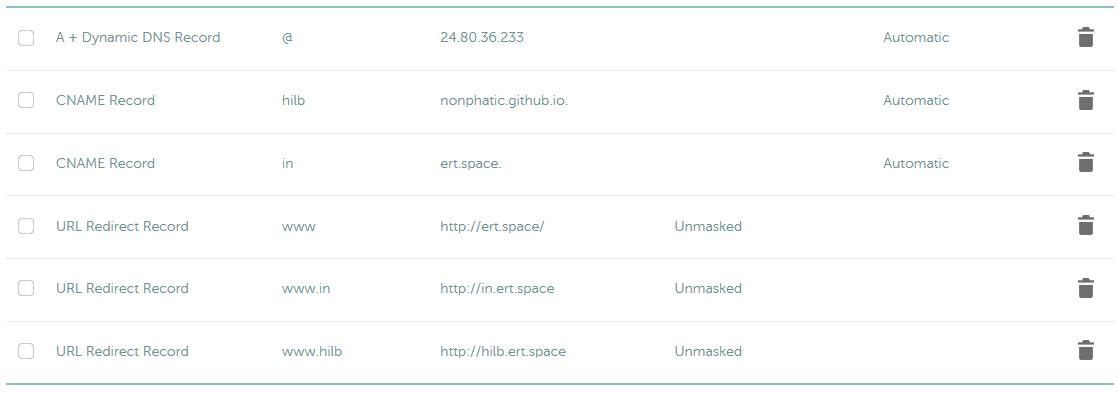 A + Dynamic DNS Record @ 24.80.36.233 Automatic
CNAME Record hilb nonphatic.github.io. Automatic
CNAME Record in ert.space. Automatic
URL Redirect Record www http://ert.space/ Unmasked
URL Redirect Record www.in http://in.ert.space Unmasked
URL Redirect Record www.hilb http://hilb.ert.space Unmasked